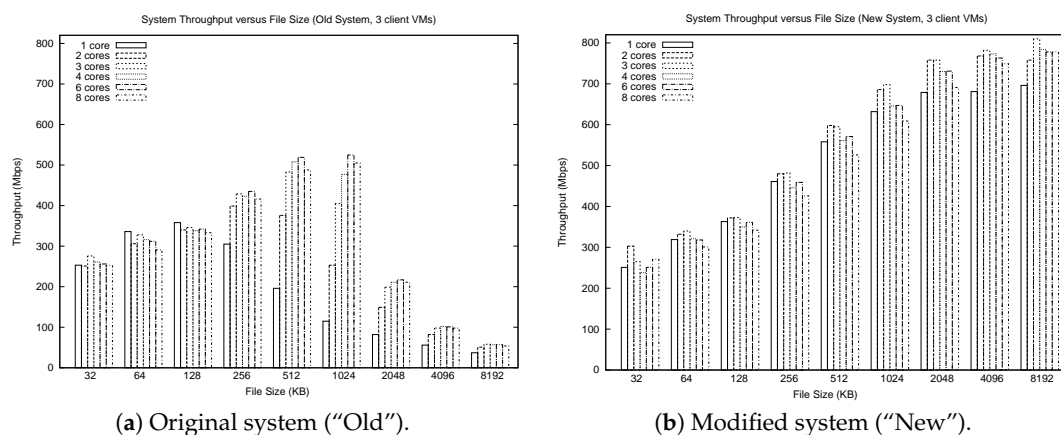 System Throughput versus File Size (Old System, 3 client VMs)
800
700
600
500
400
300
200
100
0
Throughput (Mbps)
1 core
2 cores
3 cores
4 cores
6 cores
8 cores
32 64 128 256 512 1024 2048 4096 8192
File Size (KB)
(a) Original system (“Old”).
System Throughput versus File Size (New System, 3 client VMs)
800
700
600
500
400
300
200
100
0
Throughput (Mbps)
1 core
2 cores
3 cores
4 cores
6 cores
8 cores
32 64 128 256 512 1024 2048 4096 8192
File Size (KB)
(b) Modified system (“New”).